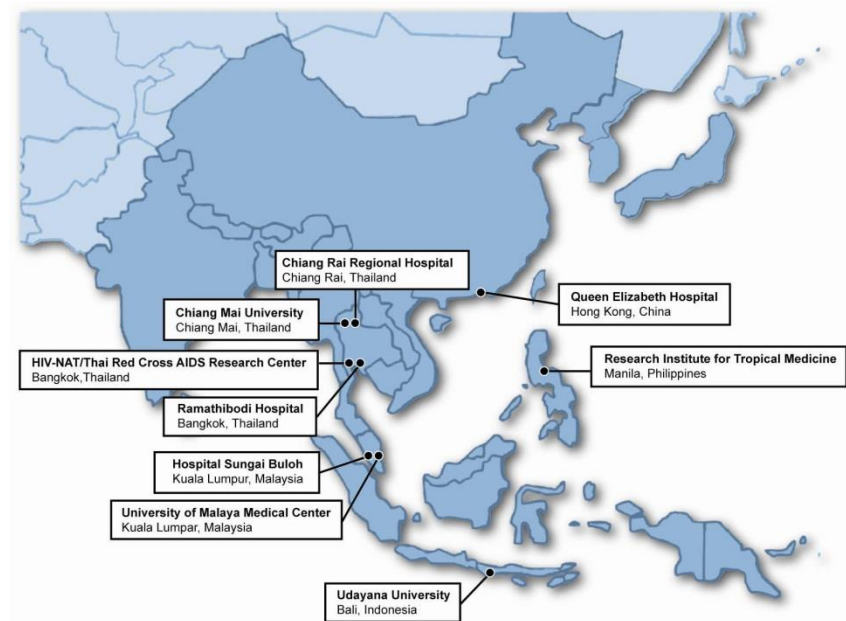 Chiang Rai Regional Hospital
Chiang Rai, Thailand
Chiang Mai University
Chiang Mai, Thailand
Queen Elizabeth Hospital
Hong Kong, China
HIV-NAT/Thai Red Cross AIDS Research Center
Bangkok,Thailand
Research Institute for Tropical Medicine
Manila, Philippines
Ramathibodi Hospital
Bangkok, Thailand
Hospital Sungai Buloh
Kuala Lumpur, Malaysia
University of Malaya Medical Center
Kuala Lumpar, Malaysia
Udayana University
Bali, Indonesia